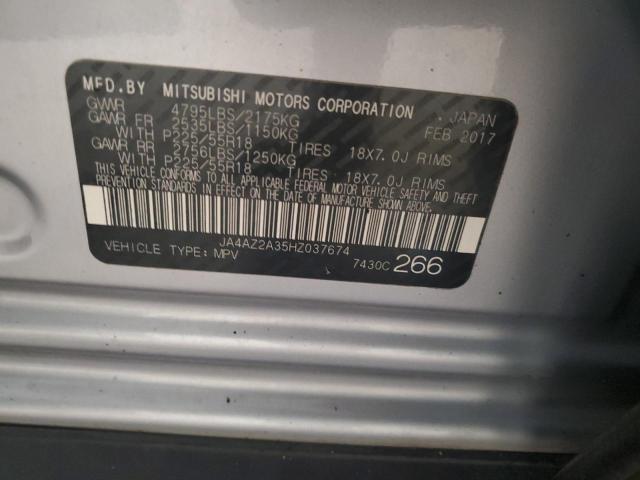 MFD.BY MITSUBISHI MOTORS CORPORATION . JAPAN
GVWR 4795LBS/2175KG FEB 2017
GAWR FR 2535LBS/1150KG
WITH P225/55R18 TIRES 18X7.0J RIMS
GAWR RR 2756LBS/1250KG
WITH P225/55R18 TIRES 18X7.0J RIMS
THIS VEHICLE CONFORMS TO ALL APPLICABLE FEDERAL MOTOR VEHICLE SAFETY, BUMPER, AND THEFT
PREVENTION STANDARDS IN EFFECT ON THE DATE OF MANUFACTURE SHOWN ABOVE.
JA4AZ2A35HZ037674
VEHICLE TYPE: MPV 7430C 266